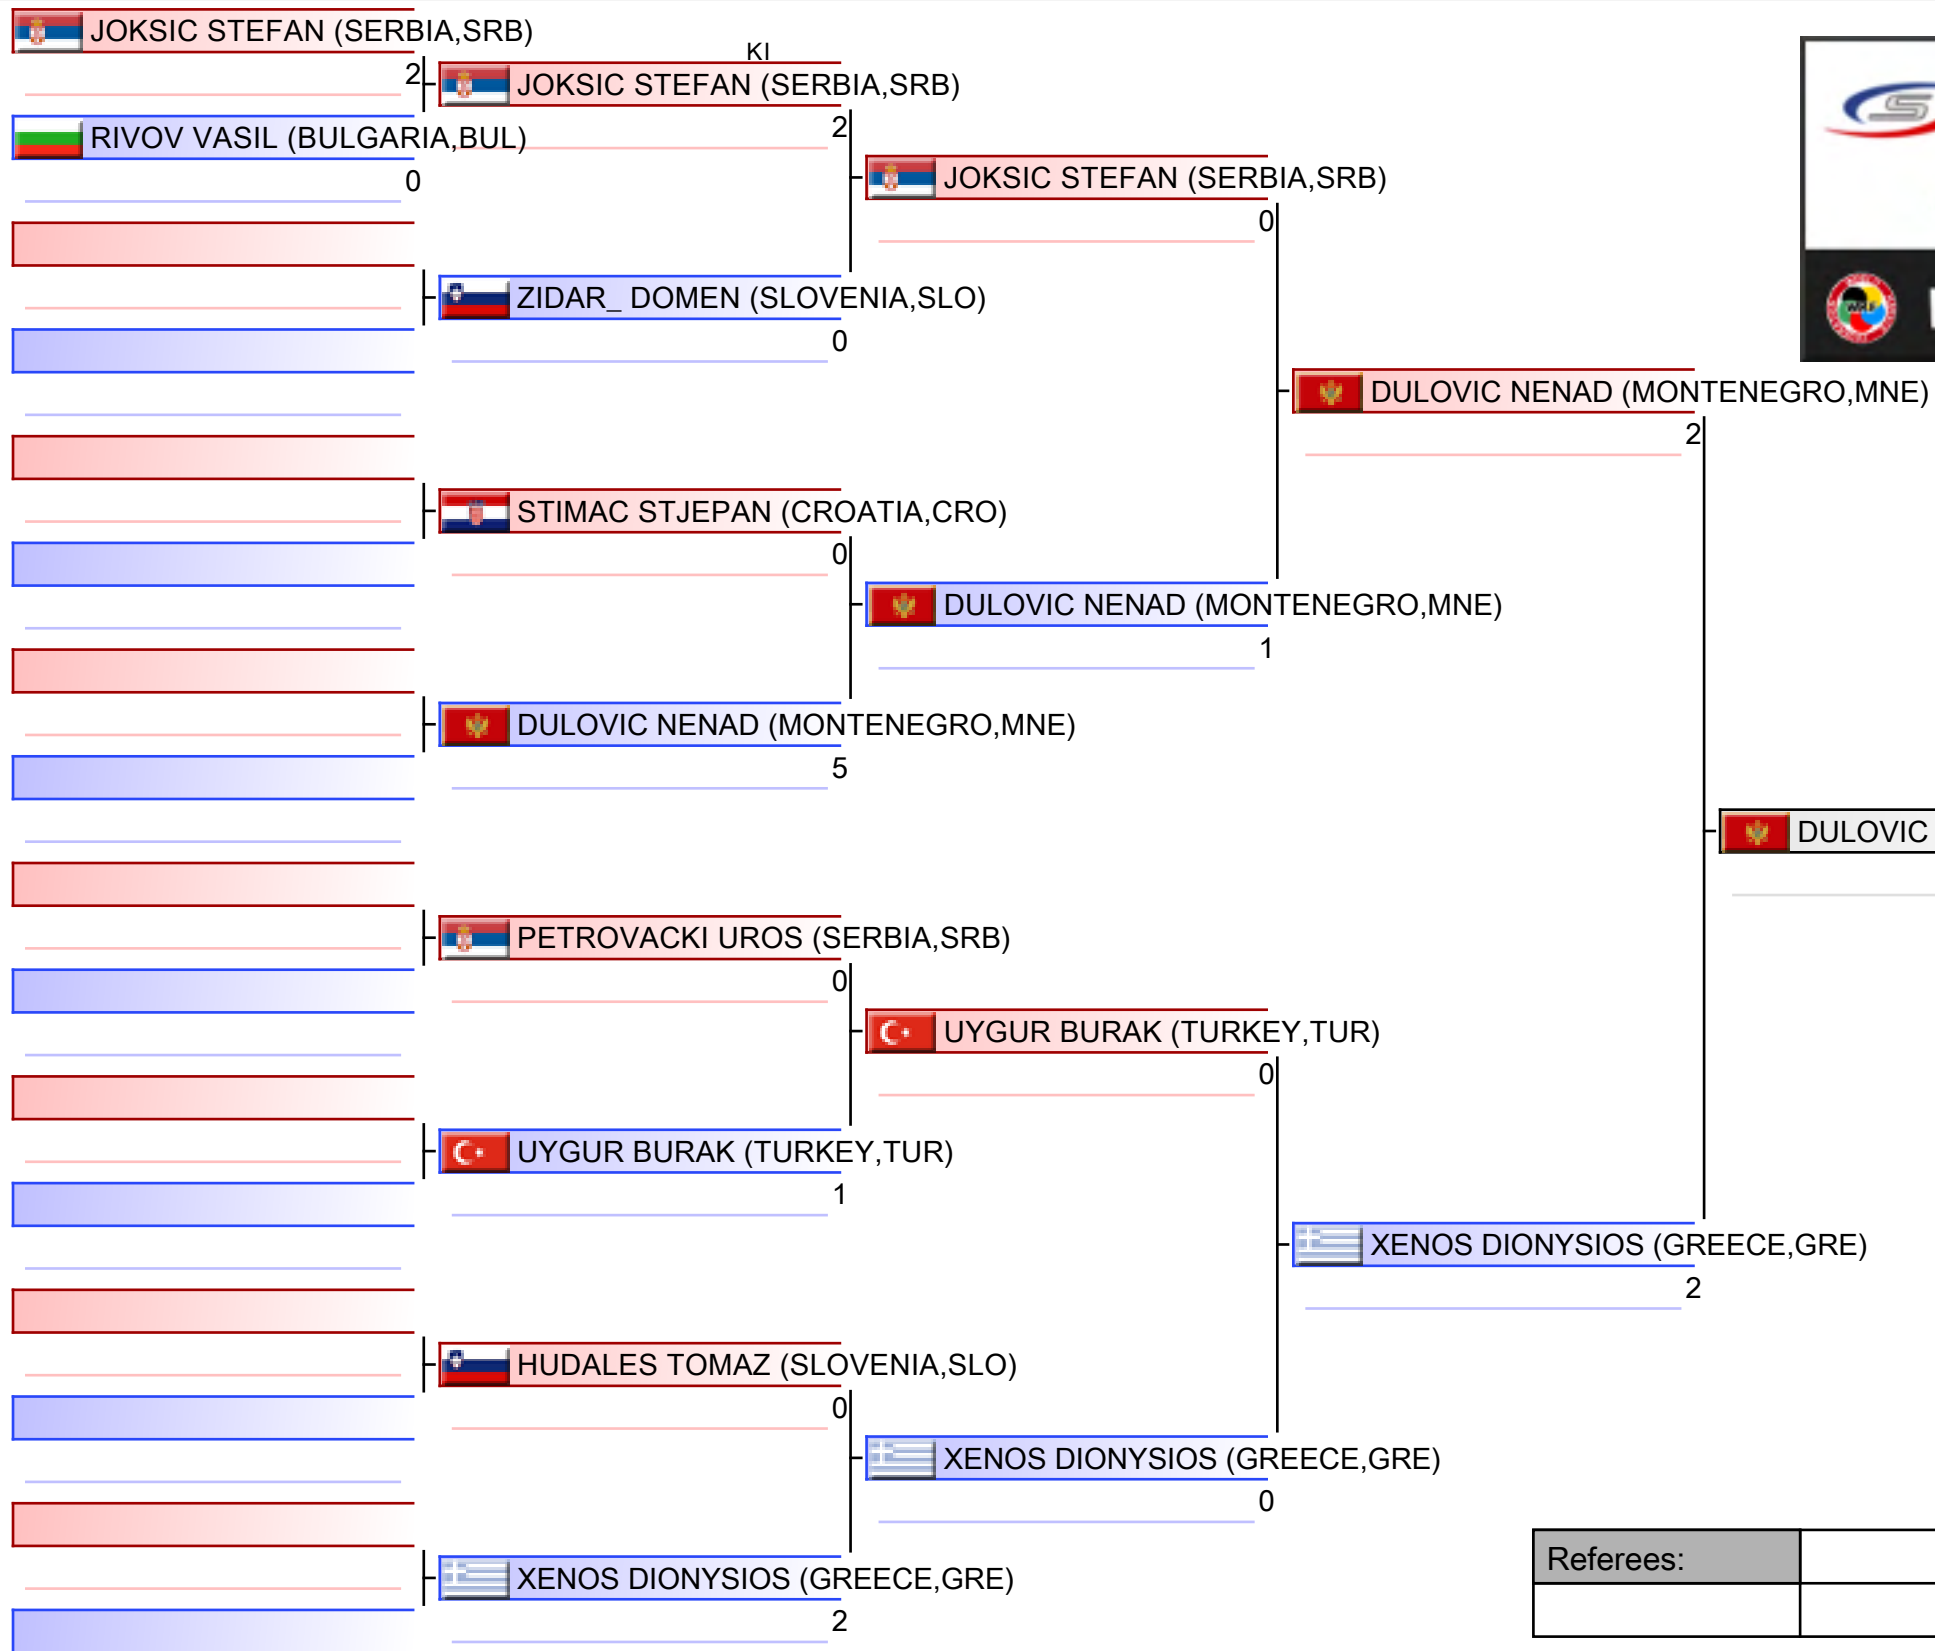 JOKSIC STEFAN (SERBIA,SRB)
2
RIVOV VASIL (BULGARIA,BUL)
0
KI
JOKSIC STEFAN (SERBIA,SRB)
2
ZIDAR_ DOMEN (SLOVENIA,SLO)
0
STIMAC STJEPAN (CROATIA,CRO)
0
DULOVIC NENAD (MONTENEGRO,MNE)
5
PETROVACKI UROS (SERBIA,SRB)
0
UYGUR BURAK (TURKEY,TUR)
1
HUDALES TOMAZ (SLOVENIA,SLO)
0
XENOS DIONYSIOS (GREECE,GRE)
2
JOKSIC STEFAN (SERBIA,SRB)
0
DULOVIC NENAD (MONTENEGRO,MNE)
1
UYGUR BURAK (TURKEY,TUR)
0
XENOS DIONYSIOS (GREECE,GRE)
0
DULOVIC NENAD (MONTENEGRO,MNE)
2
XENOS DIONYSIOS (GREECE,GRE)
2
DULOVIC
Referees: